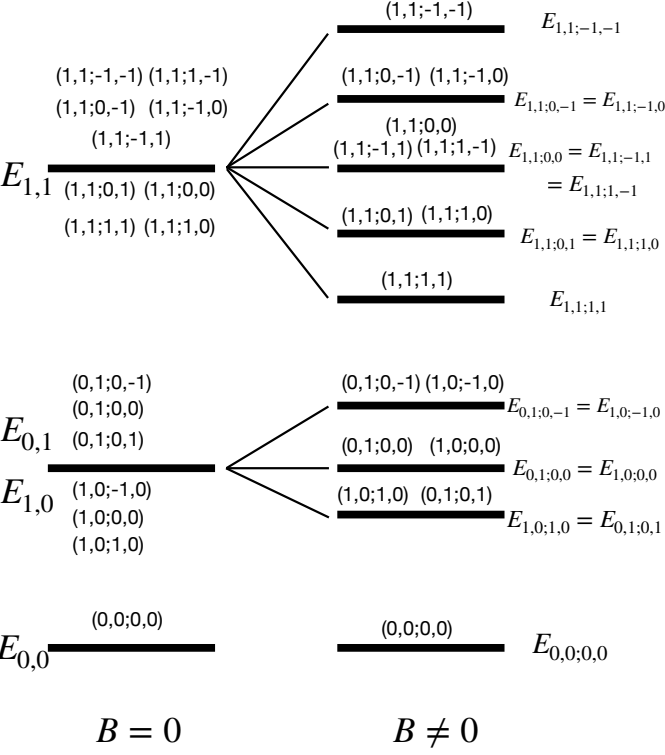 (1,1;-1,-1) (1,1;1,-1)
(1,1;0,-1) (1,1;-1,0)
(1,1;-1,1)
E_{1,1}
(1,1;0,1) (1,1;0,0)
(1,1;1,1) (1,1;1,0)
(1,1;-1,-1) E_{1,1;-1,-1}
(1,1;0,-1) (1,1;-1,0) E_{1,1;0,-1} = E_{1,1;-1,0}
(1,1;0,0)
(1,1;-1,1) (1,1;1,-1) E_{1,1;0,0} = E_{1,1;-1,1}
= E_{1,1;1,-1}
(1,1;0,1) (1,1;1,0) E_{1,1;0,1} = E_{1,1;1,0}
(1,1;1,1) E_{1,1;1,1}
(0,1;0,-1)
(0,1;0,0)
E_{0,1} (0,1;0,1)
E_{1,0} (1,0;-1,0)
(1,0;0,0)
(1,0;1,0)
(0,1;0,-1) (1,0;-1,0) E_{0,1;0,-1} = E_{1,0;-1,0}
(0,1;0,0) (1,0;0,0) E_{0,1;0,0} = E_{1,0;0,0}
(1,0;1,0) (0,1;0,1) E_{1,0;1,0} = E_{0,1;0,1}
(0,0;0,0)
E_{0,0}
(0,0;0,0) E_{0,0;0,0}
B = 0
B ≠ 0